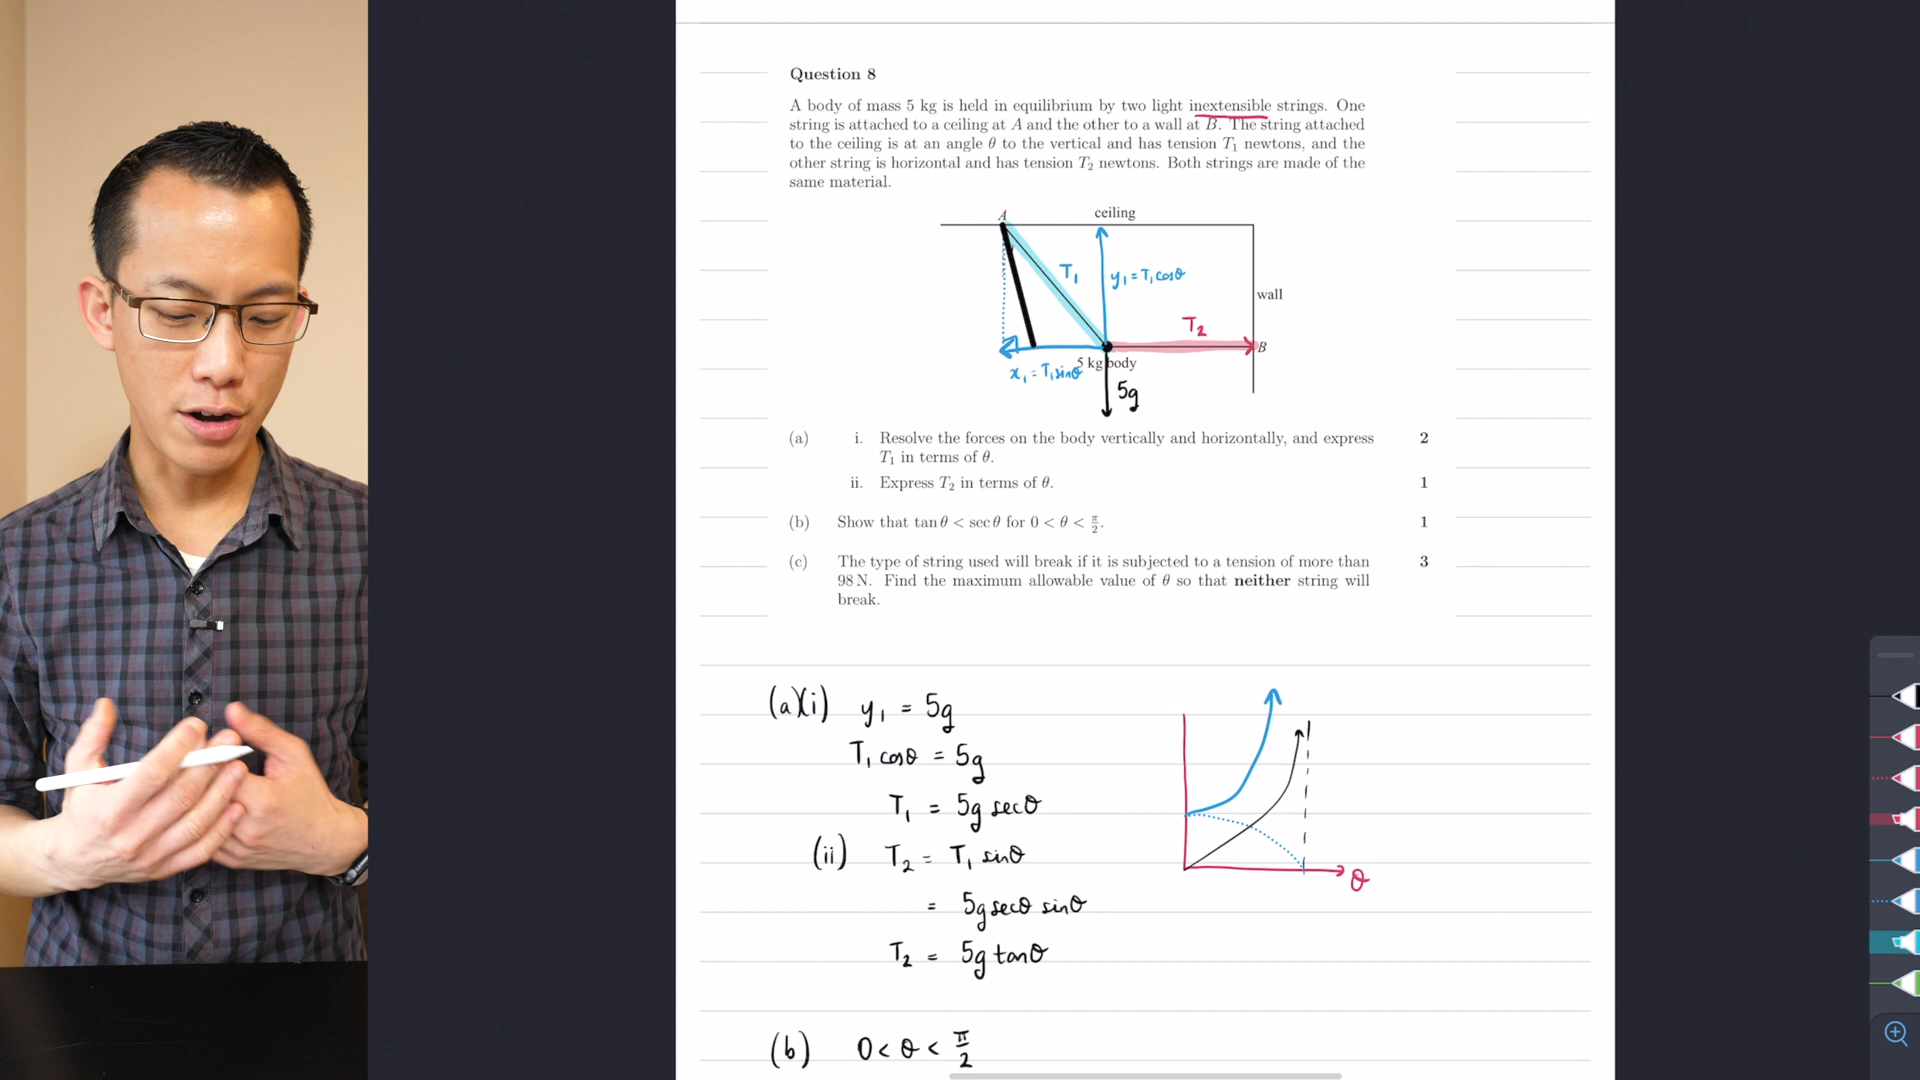 Question 8
A body of mass 5 kg is held in equilibrium by two light inextensible strings. One
string is attached to a ceiling at A and the other to a wall at B. The string attached
to the ceiling is at an angle θ to the vertical and has tension T₁ newtons, and the
other string is horizontal and has tension T₂ newtons. Both strings are made of the
same material.
A
ceiling
T₁
y₁ = T₁ cosθ
wall
T₂
B
x₁ = T₁ sinθ
5 kg body
5g
(a) i. Resolve the forces on the body vertically and horizontally, and express 2
T₁ in terms of θ.
ii. Express T₂ in terms of θ. 1
(b) Show that tan θ < sec θ for 0 < θ < π/2. 1
(c) The type of string used will break if it is subjected to a tension of more than 3
98 N. Find the maximum allowable value of θ so that neither string will
break.
(a)(i) y₁ = 5g
T₁ cosθ = 5g
T₁ = 5g secθ
(ii) T₂ = T₁ sinθ
= 5g secθ sinθ
T₂ = 5g tanθ
θ
(b) 0 < θ < π/2